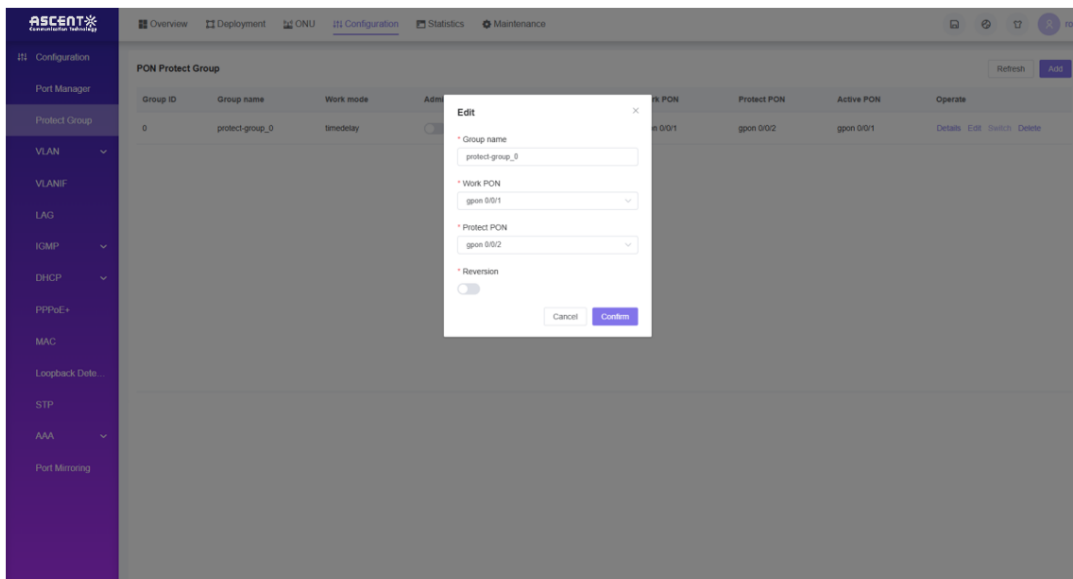 ASCENT
Communication Technology
Overview Deployment ONU Configuration Statistics Maintenance
Configuration
PON Protect Group
Refresh Add
Port Manager
Group ID Group name Work mode PON Protect PON Active PON Operate
Protect Group
0 protect-group_0 timedelay 0/0/1 gpon 0/0/2 gpon 0/0/1 Details Edit Switch Delete
VLAN
VLANIF
LAG
IGMP
DHCP
PPPoE+
MAC
Loopback Dete...
STP
AAA
Port Mirroring
Edit
* Group name
protect-group_0
* Work PON
gpon 0/0/1
* Protect PON
gpon 0/0/2
* Reversion
Cancel Confirm